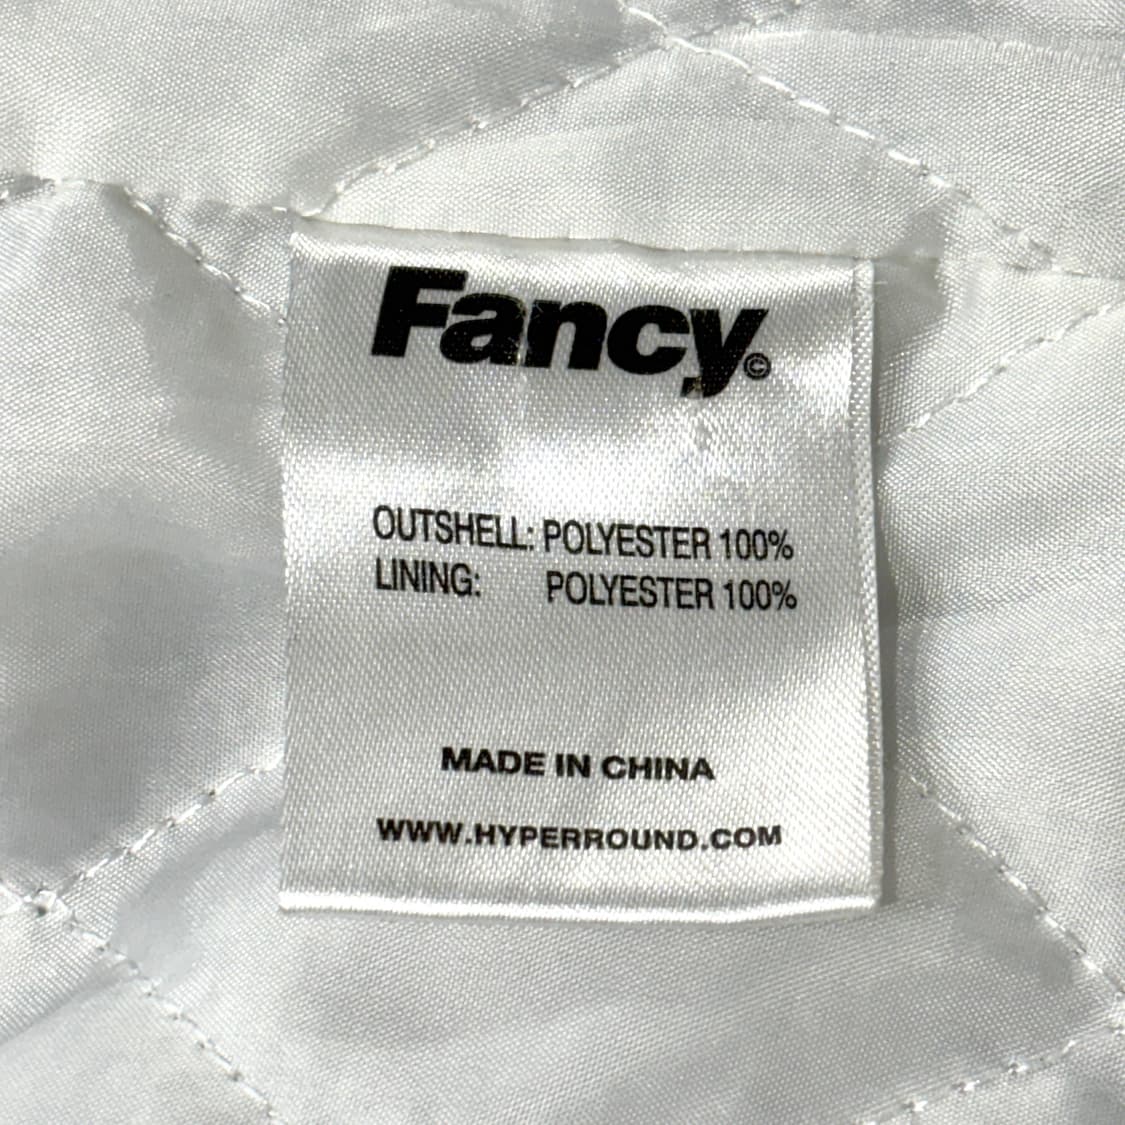 Fancy©
OUTSHELL: POLYESTER 100%
LINING: POLYESTER 100%
MADE IN CHINA
WWW.HYPERROUND.COM